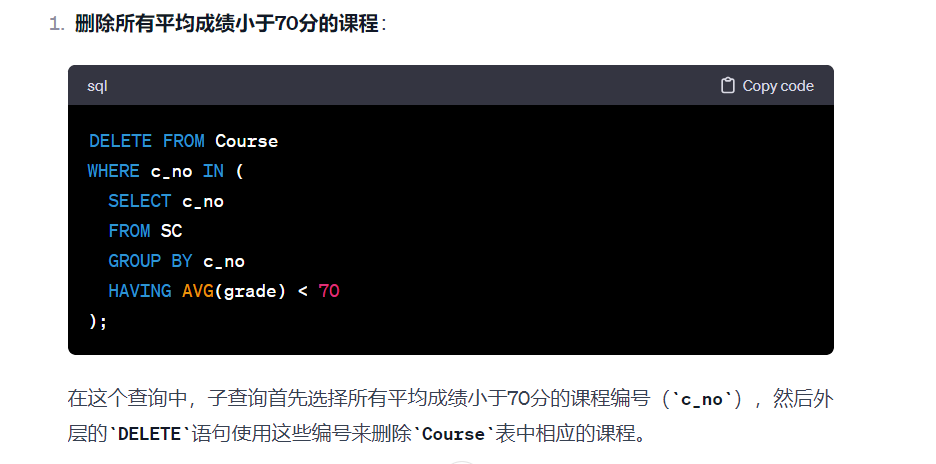 1. 删除所有平均成绩小于70分的课程：
sql
Copy code
DELETE FROM Course
WHERE c_no IN (
SELECT c_no
FROM SC
GROUP BY c_no
HAVING AVG(grade) < 70
);
在这个查询中，子查询首先选择所有平均成绩小于70分的课程编号（`c_no`），然后外
层的`DELETE`语句使用这些编号来删除`Course`表中相应的课程。